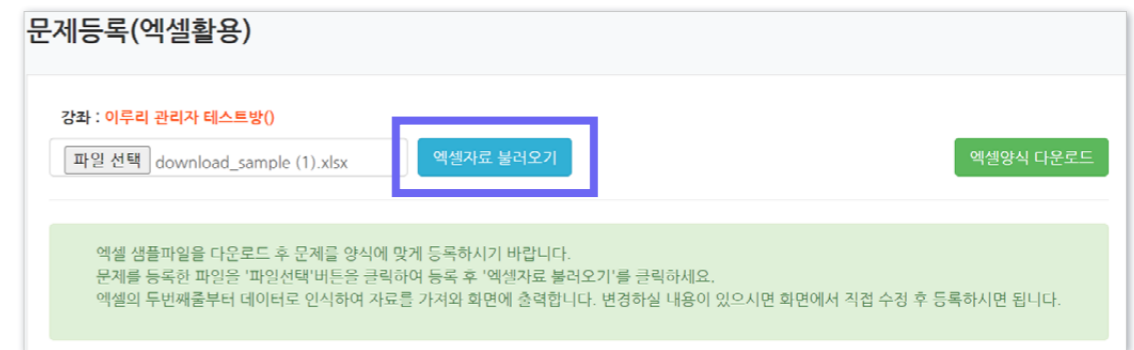 문제등록(엑셀활용)
강좌 : 이루리 관리자 테스트방()
파일 선택 download_sample (1).xlsx 엑셀자료 불러오기 엑셀양식 다운로드
엑셀 샘플파일을 다운로드 후 문제를 양식에 맞게 등록하시기 바랍니다.
문제를 등록한 파일을 '파일선택'버튼을 클릭하여 등록 후 '엑셀자료 불러오기'를 클릭하세요.
엑셀의 두번째줄부터 데이터로 인식하여 자료를 가져와 화면에 출력합니다. 변경하실 내용이 있으시면 화면에서 직접 수정 후 등록하시면 됩니다.